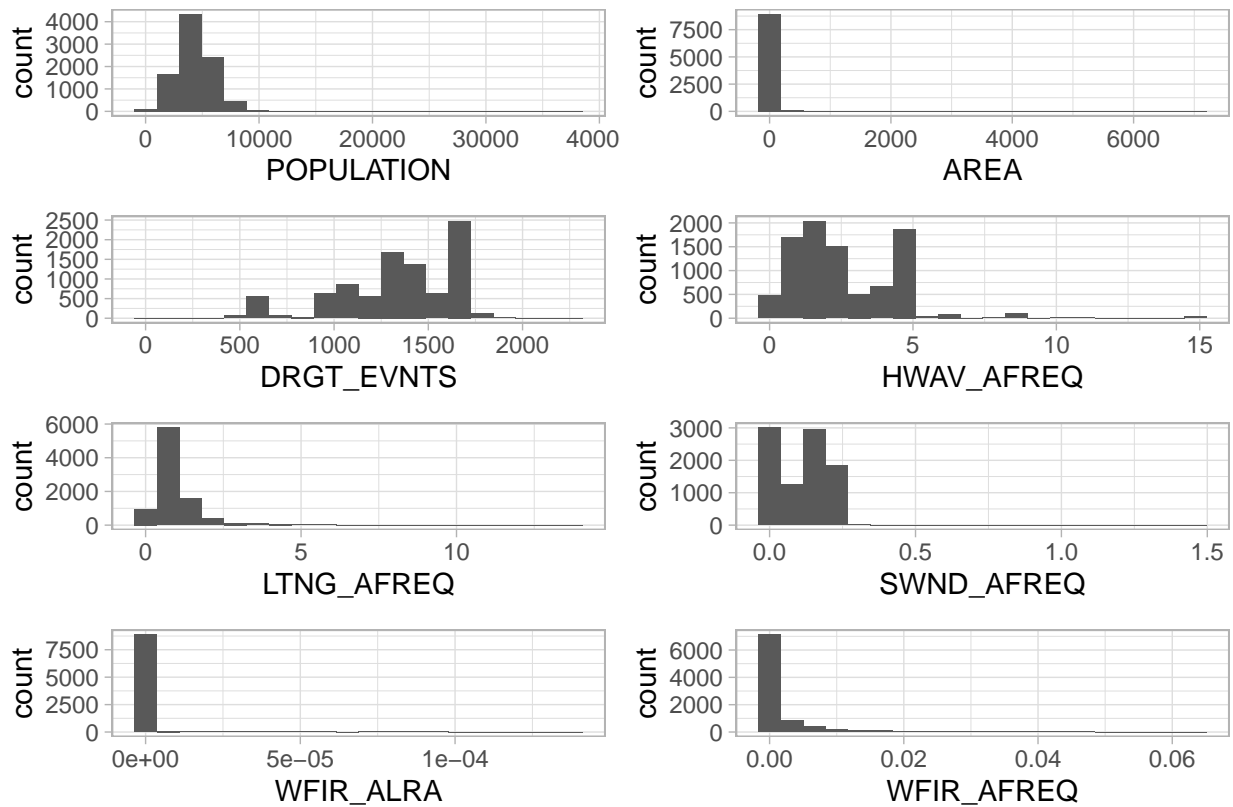 count
4000
3000
2000
1000
0
0 10000 20000 30000 4000
POPULATION
count
7500
5000
2500
0
0 2000 4000 6000
AREA
count
2500
2000
1500
1000
500
0
0 500 1000 1500 2000
DRGT_EVNTS
count
2000
1500
1000
500
0
0 5 10 15
HWAV_AFREQ
count
6000
4000
2000
0
0 5 10
LTNG_AFREQ
count
3000
2000
1000
0
0.0 0.5 1.0 1.5
SWND_AFREQ
count
7500
5000
2500
0
0e+00 5e−05 1e−04
WFIR_ALRA
count
6000
4000
2000
0
0.00 0.02 0.04 0.06
WFIR_AFREQ